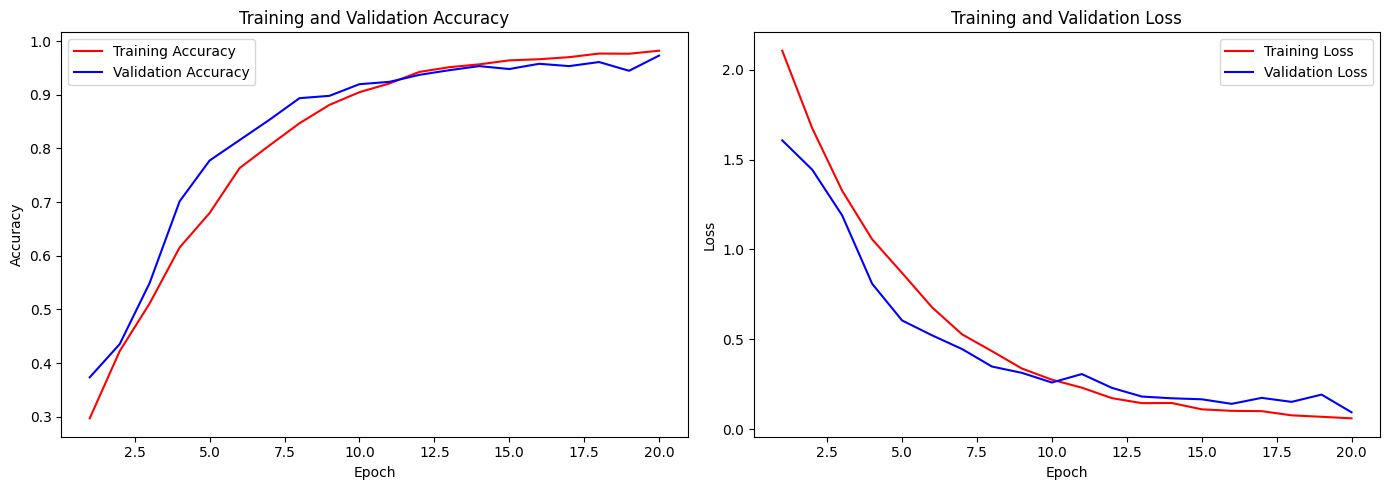 Training and Validation Accuracy
1.0
0.9
0.8
0.7
0.6
0.5
0.4
0.3
Accuracy
Training Accuracy
Validation Accuracy
2.5 5.0 7.5 10.0 12.5 15.0 17.5 20.0
Epoch
Training and Validation Loss
2.0
1.5
1.0
0.5
0.0
Loss
Training Loss
Validation Loss
2.5 5.0 7.5 10.0 12.5 15.0 17.5 20.0
Epoch